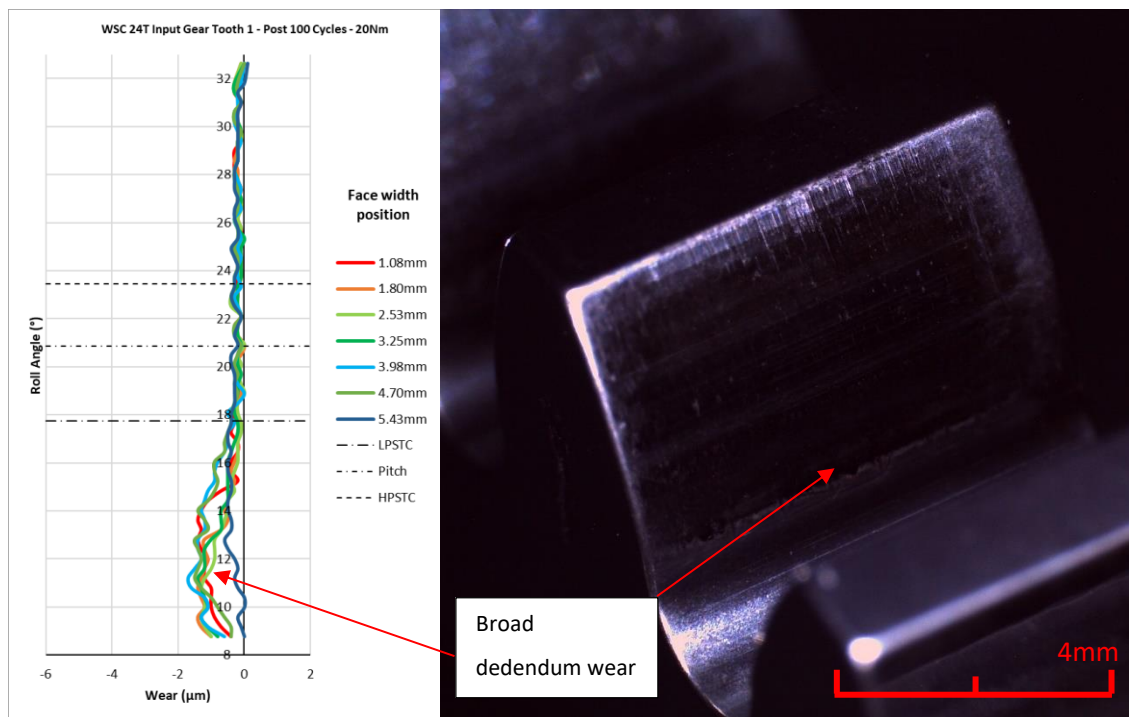 WSC 24T Input Gear Tooth 1 - Post 100 Cycles - 20Nm
32
30
28
26
24
22
20
18
16
14
12
10
8
Roll Angle (°)
-6 -4 -2 0 2
Wear (µm)
Face width
position
1.08mm
1.80mm
2.53mm
3.25mm
3.98mm
4.70mm
5.43mm
LPSTC
Pitch
HPSTC
Broad
dedendum wear
4mm